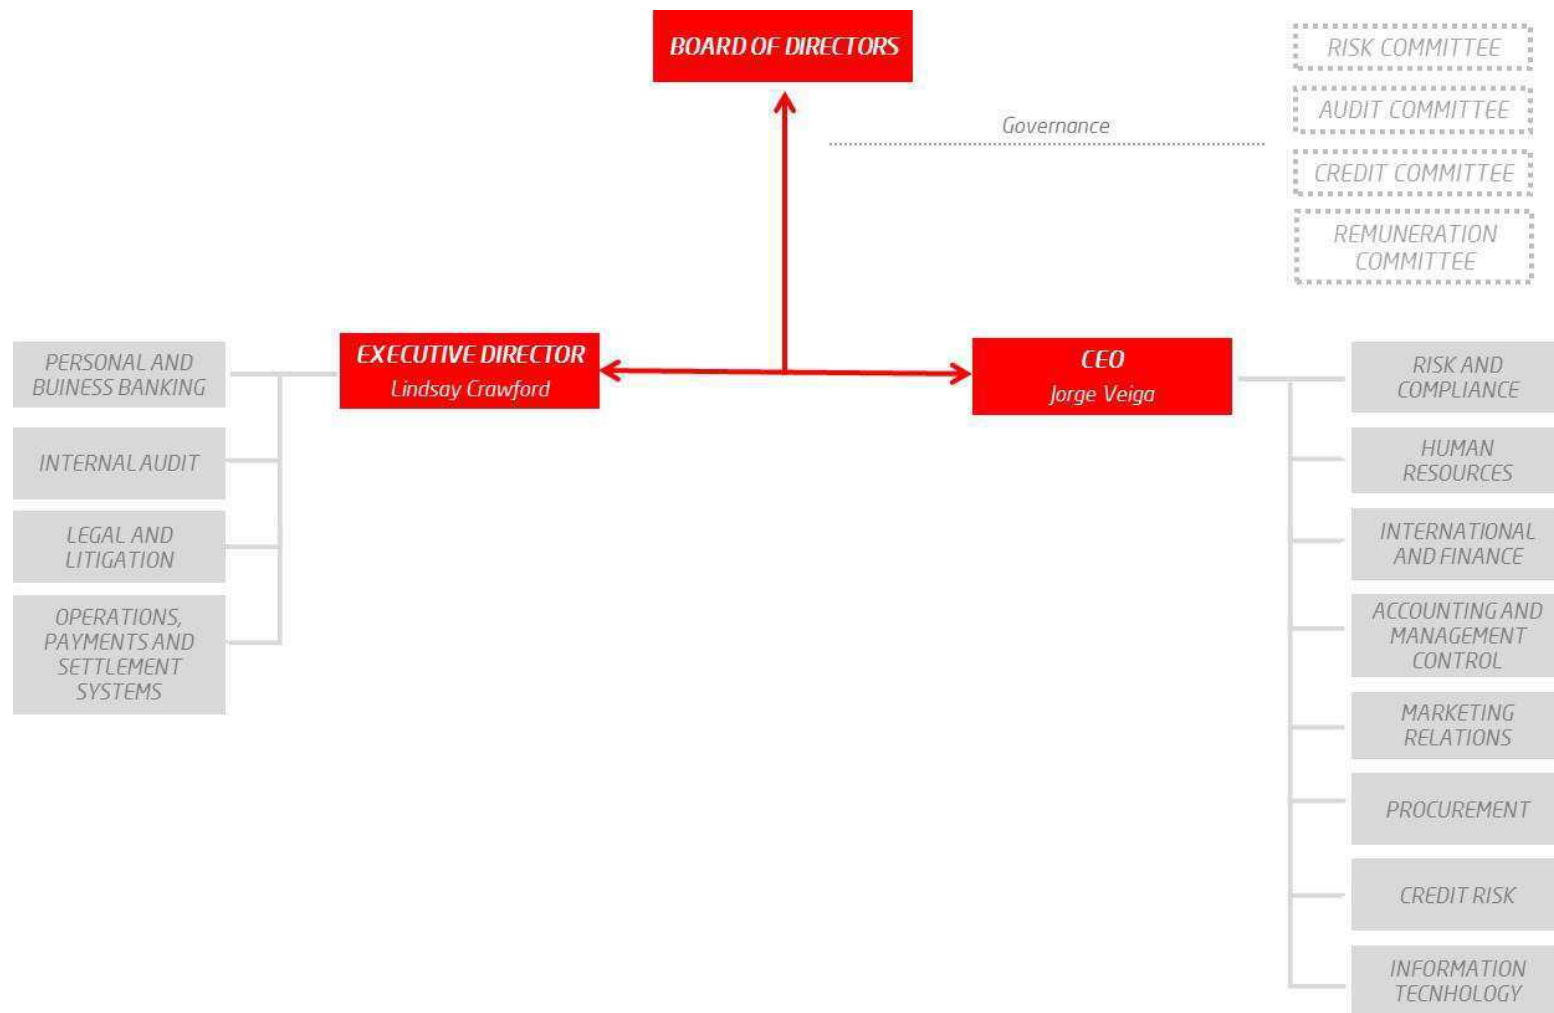 BOARD OF DIRECTORS
RISK COMMITTEE
AUDIT COMMITTEE
Governance
CREDIT COMMITTEE
REMUNERATION
COMMITTEE
PERSONAL AND
BUINESS BANKING
INTERNAL AUDIT
LEGAL AND
LITIGATION
OPERATIONS,
PAYMENTS AND
SETTLEMENT
SYSTEMS
EXECUTIVE DIRECTOR
Lindsay Crawford
CEO
Jorge Veiga
RISK AND
COMPLIANCE
HUMAN
RESOURCES
INTERNATIONAL
AND FINANCE
ACCOUNTING AND
MANAGEMENT
CONTROL
MARKETING
RELATIONS
PROCUREMENT
CREDIT RISK
INFORMATION
TECNHOLOGY